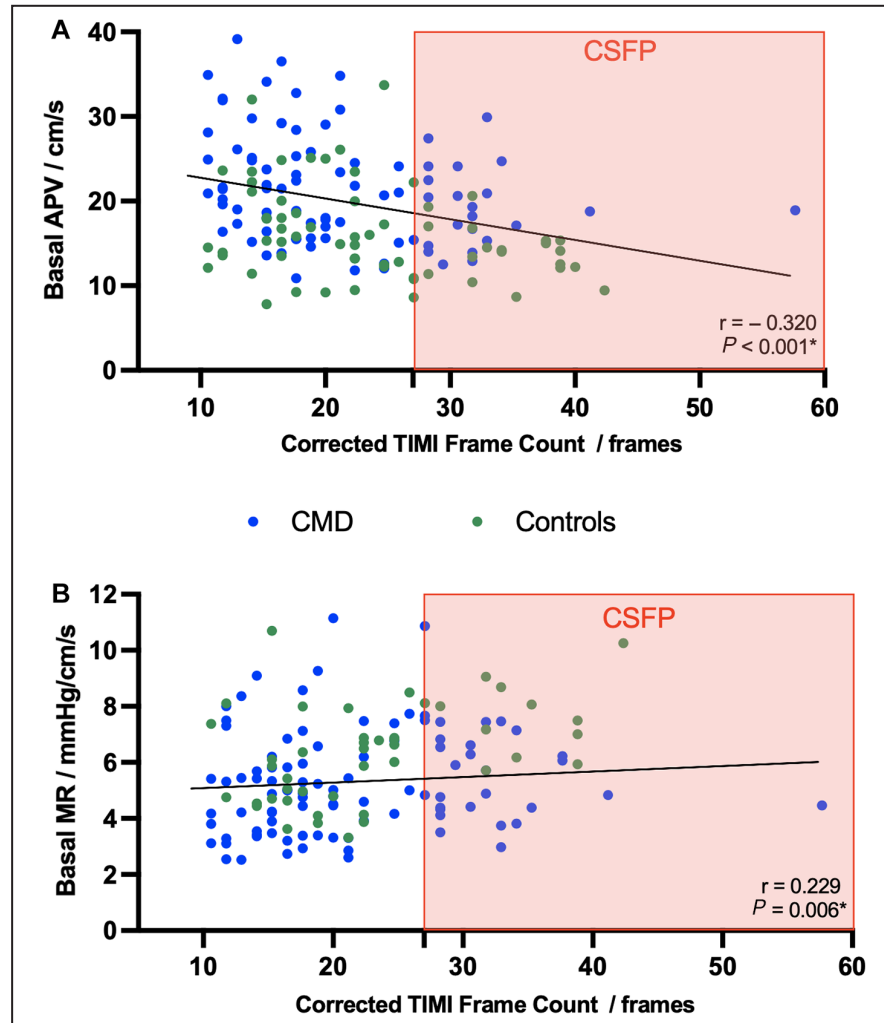 A
CSFP
40
30
20
10
0
Basal APV / cm/s
r = – 0.320
P < 0.001*
10 20 30 40 50 60
Corrected TIMI Frame Count / frames
CMD Controls
B
CSFP
12
10
8
6
4
2
0
Basal MR / mmHg/cm/s
r = 0.229
P = 0.006*
10 20 30 40 50 60
Corrected TIMI Frame Count / frames